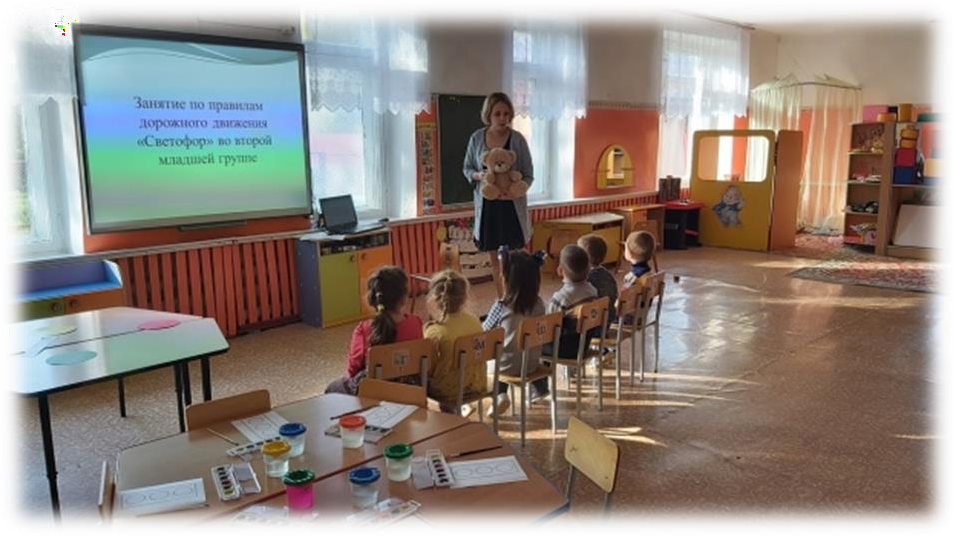 Занятие по правилам
дорожного движения
«Светофор» во второй
младшей группе